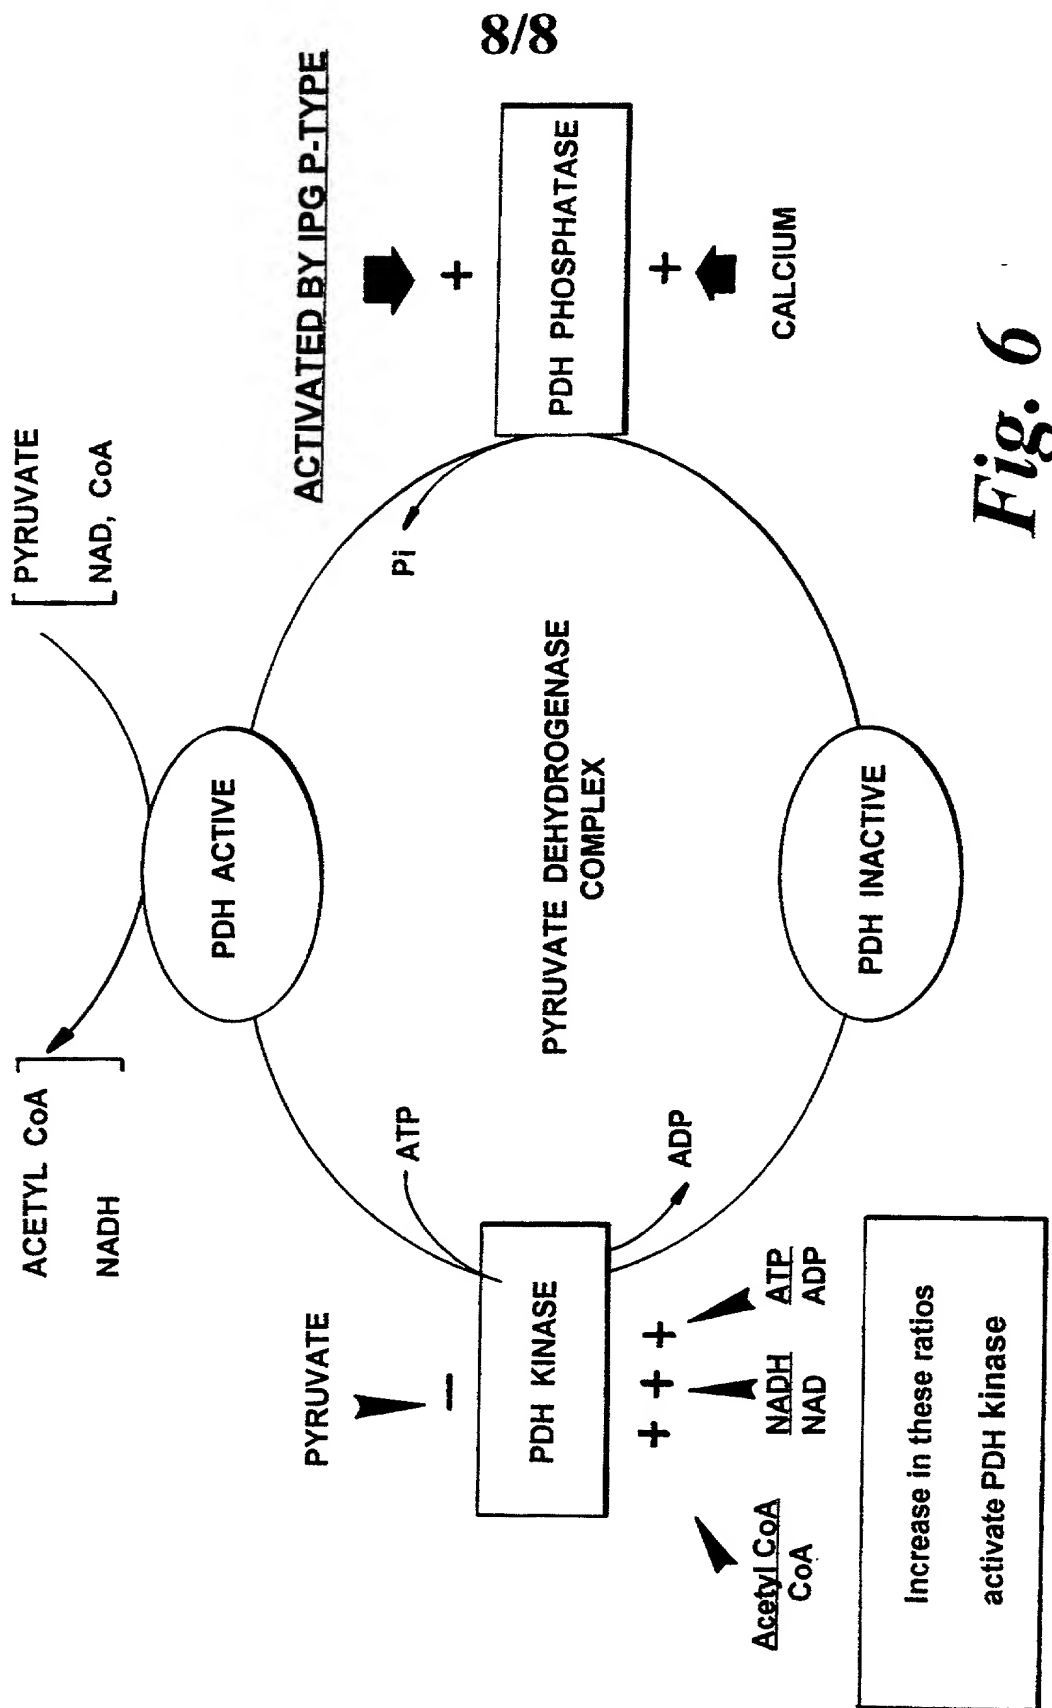 8/8
ACETYL CoA
NADH
PYRUVATE
NAD, CoA
PDH ACTIVE
ACTIVATED BY IPG P-TYPE
+
PYRUVATE
–
ATP
Pi
PDH KINASE
PYRUVATE DEHYDROGENASE
COMPLEX
PDH PHOSPHATASE
+ + +
ADP
+
Acetyl CoA
CoA
NADH
NAD
ATP
ADP
CALCIUM
PDH INACTIVE
Increase in these ratios
activate PDH kinase
Fig. 6